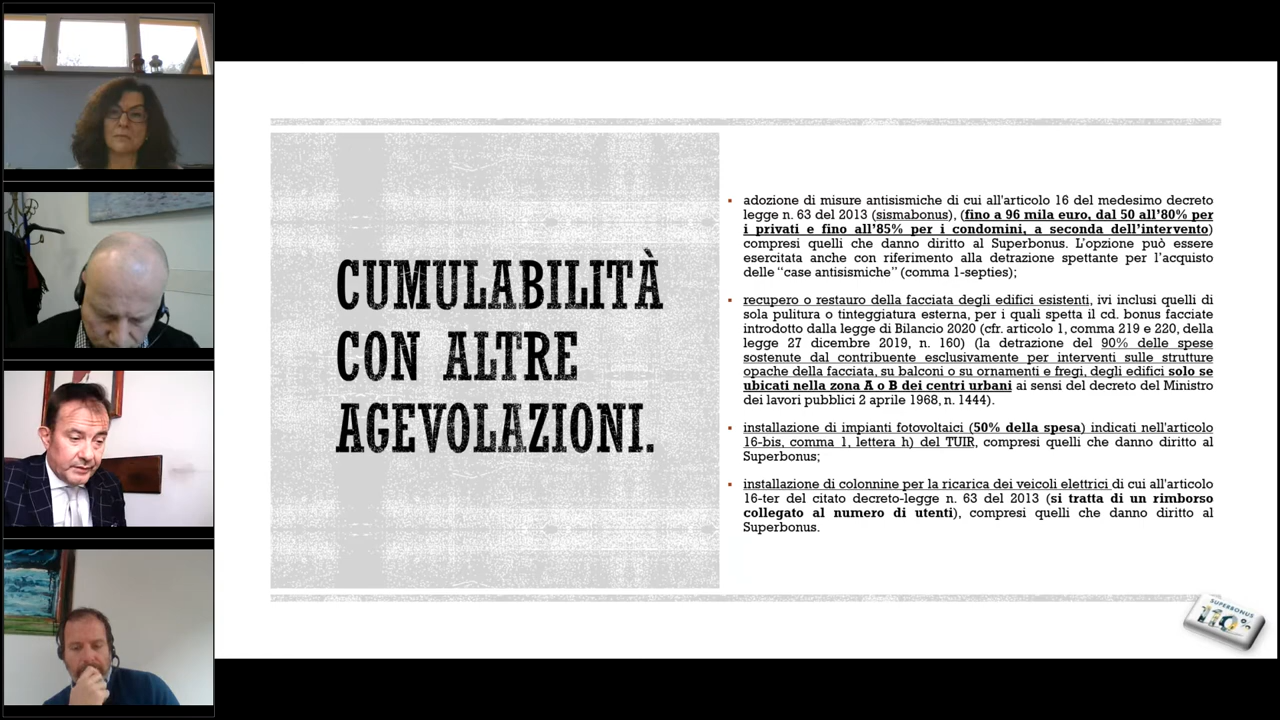 CUMULABILITÀ
CON ALTRE
AGEVOLAZIONI.
▪ adozione di misure antisismiche di cui all'articolo 16 del medesimo decreto
legge n. 63 del 2013 (sismabonus), (fino a 96 mila euro, dal 50 all'80% per
i privati e fino all'85% per i condomini, a seconda dell'intervento)
compresi quelli che danno diritto al Superbonus. L'opzione può essere
esercitata anche con riferimento alla detrazione spettante per l'acquisto
delle "case antisismiche" (comma 1-septies);
▪ recupero o restauro della facciata degli edifici esistenti, ivi inclusi quelli di
sola pulitura o tinteggiatura esterna, per i quali spetta il cd. bonus facciate
introdotto dalla legge di Bilancio 2020 (cfr. articolo 1, comma 219 e 220, della
legge 27 dicembre 2019, n. 160) (la detrazione del 90% delle spese
sostenute dal contribuente esclusivamente per interventi sulle strutture
opache della facciata, su balconi o su ornamenti e fregi, degli edifici solo se
ubicati nella zona A o B dei centri urbani ai sensi del decreto del Ministro
dei lavori pubblici 2 aprile 1968, n. 1444).
▪ installazione di impianti fotovoltaici (50% della spesa) indicati nell'articolo
16-bis, comma 1, lettera h) del TUIR, compresi quelli che danno diritto al
Superbonus;
▪ installazione di colonnine per la ricarica dei veicoli elettrici di cui all'articolo
16-ter del citato decreto-legge n. 63 del 2013 (si tratta di un rimborso
collegato al numero di utenti), compresi quelli che danno diritto al
Superbonus.
SUPERBONUS
110%